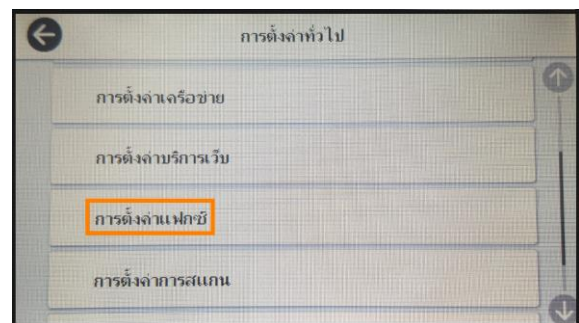 การตั้งค่าทั่วไป
การตั้งค่าเครือข่าย
การตั้งค่าบริการเว็บ
การตั้งค่าแฟกซ์
การตั้งค่าการสแกน